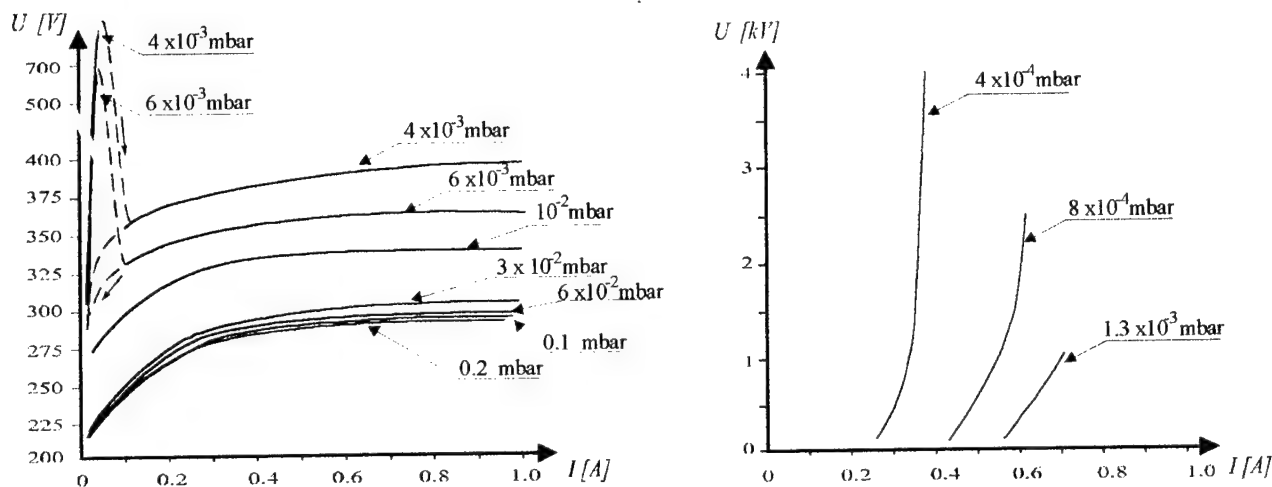 U [V]
4 x10⁻³ mbar
700
6 x10⁻³ mbar
500
4 x10⁻³ mbar
400
6 x10⁻³ mbar
375
10⁻² mbar
350
3 x 10⁻² mbar
325
6 x10⁻² mbar
300
0.1 mbar
275
0.2 mbar
250
225
200
0 0.2 0.4 0.6 0.8 1.0 I [A]
U [kV]
4
4 x10⁻⁴ mbar
3
8 x10⁻⁴ mbar
2
1.3 x10⁻³ mbar
1
0
0 0.2 0.4 0.6 0.8 1.0 I [A]